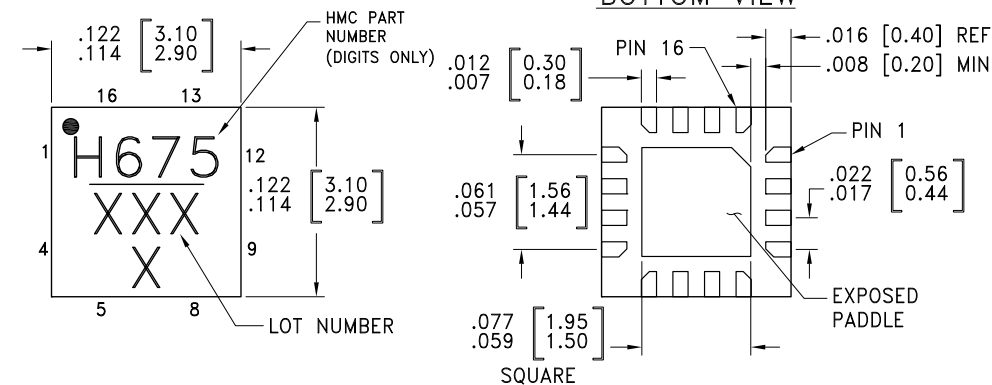 BOTTOM VIEW
.122 [3.10]
.114 [2.90]
HMC PART
NUMBER
(DIGITS ONLY)
16 13
1
H675
XXX
X
12
4
9
5 8
.122 [3.10]
.114 [2.90]
LOT NUMBER
PIN 16
.016 [0.40] REF
.008 [0.20] MIN
.012 [0.30]
.007 [0.18]
PIN 1
.022 [0.56]
.017 [0.44]
.061 [1.56]
.057 [1.44]
EXPOSED
PADDLE
.077 [1.95]
.059 [1.50]
SQUARE